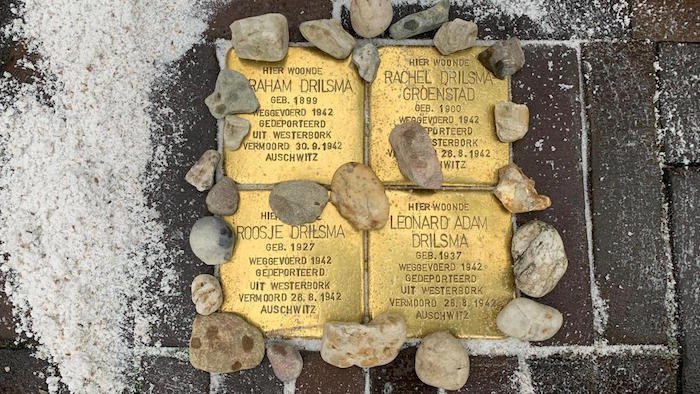 HIER WOONDE
RAHAM DRILSMA
GEB. 1899
WEGGEVOERD 1942
GEDEPORTEERD
UIT WESTERBORK
VERMOORD 30.9.1942
AUSCHWITZ
HIER WOONDE
RACHEL DRILSMA
GROENSTAD
GEB. 1900
WEGGEVOERD 1942
GEDEPORTEERD
WESTERBORK
VERMOORD 28.8.1942
AUSCHWITZ
HIER
ROOSJE DRILSMA
GEB. 1927
WEGGEVOERD 1942
GEDEPORTEERD
UIT WESTERBORK
VERMOORD 28.8.1942
AUSCHWITZ
HIER WOONDE
LEONARD ADAM
DRILSMA
GEB. 1937
WEGGEVOERD 1942
GEDEPORTEERD
UIT WESTERBORK
VERMOORD 28.8.1942
AUSCHWITZ